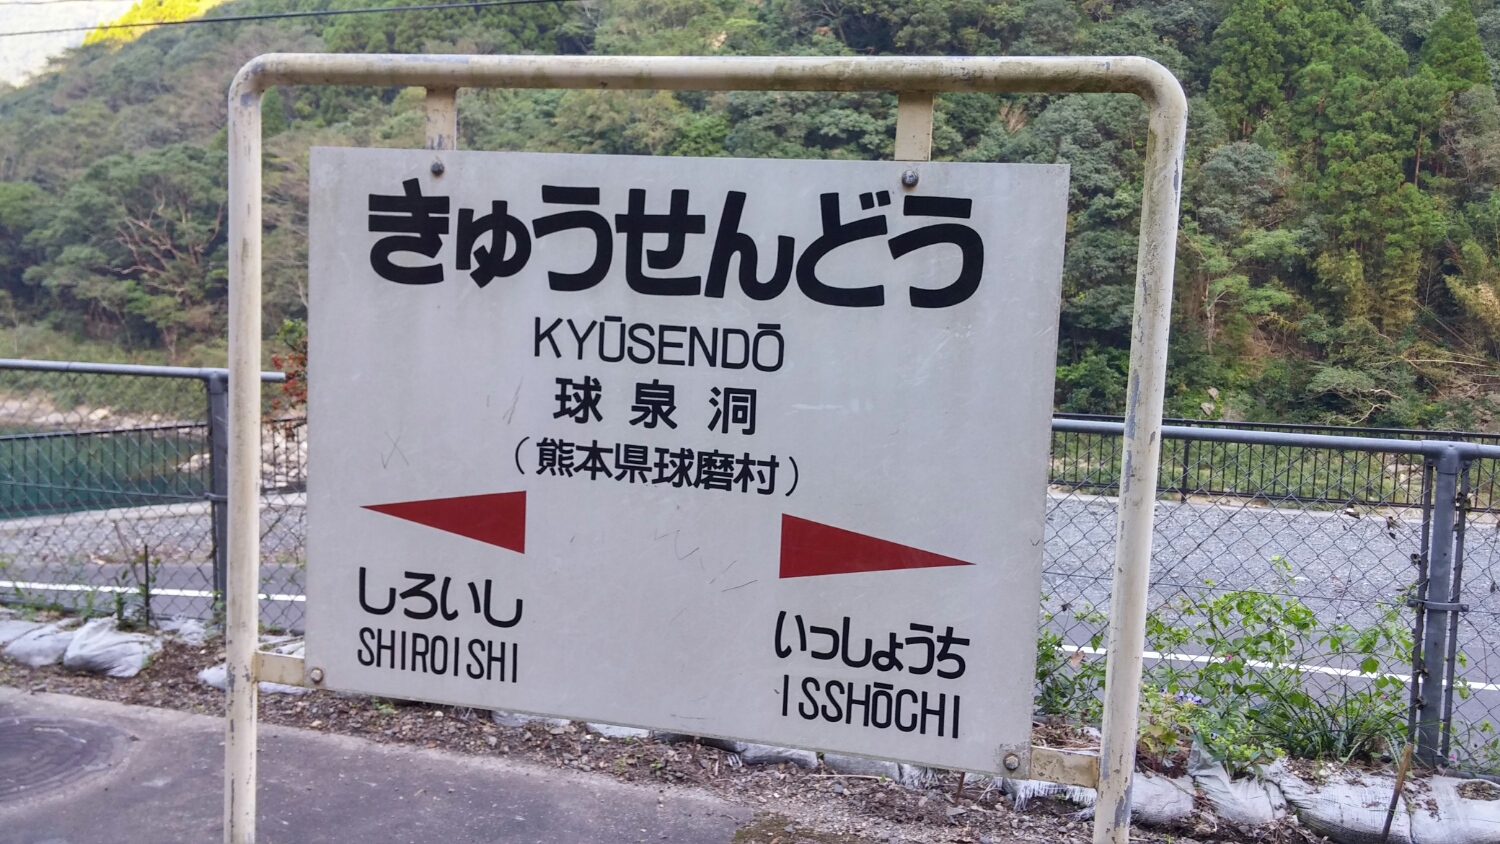 きゅうせんどう
KYŪSENDŌ
球泉洞
（熊本県球磨村）
しろいし
SHIROISHI
いっしょうち
ISSHŌCHI